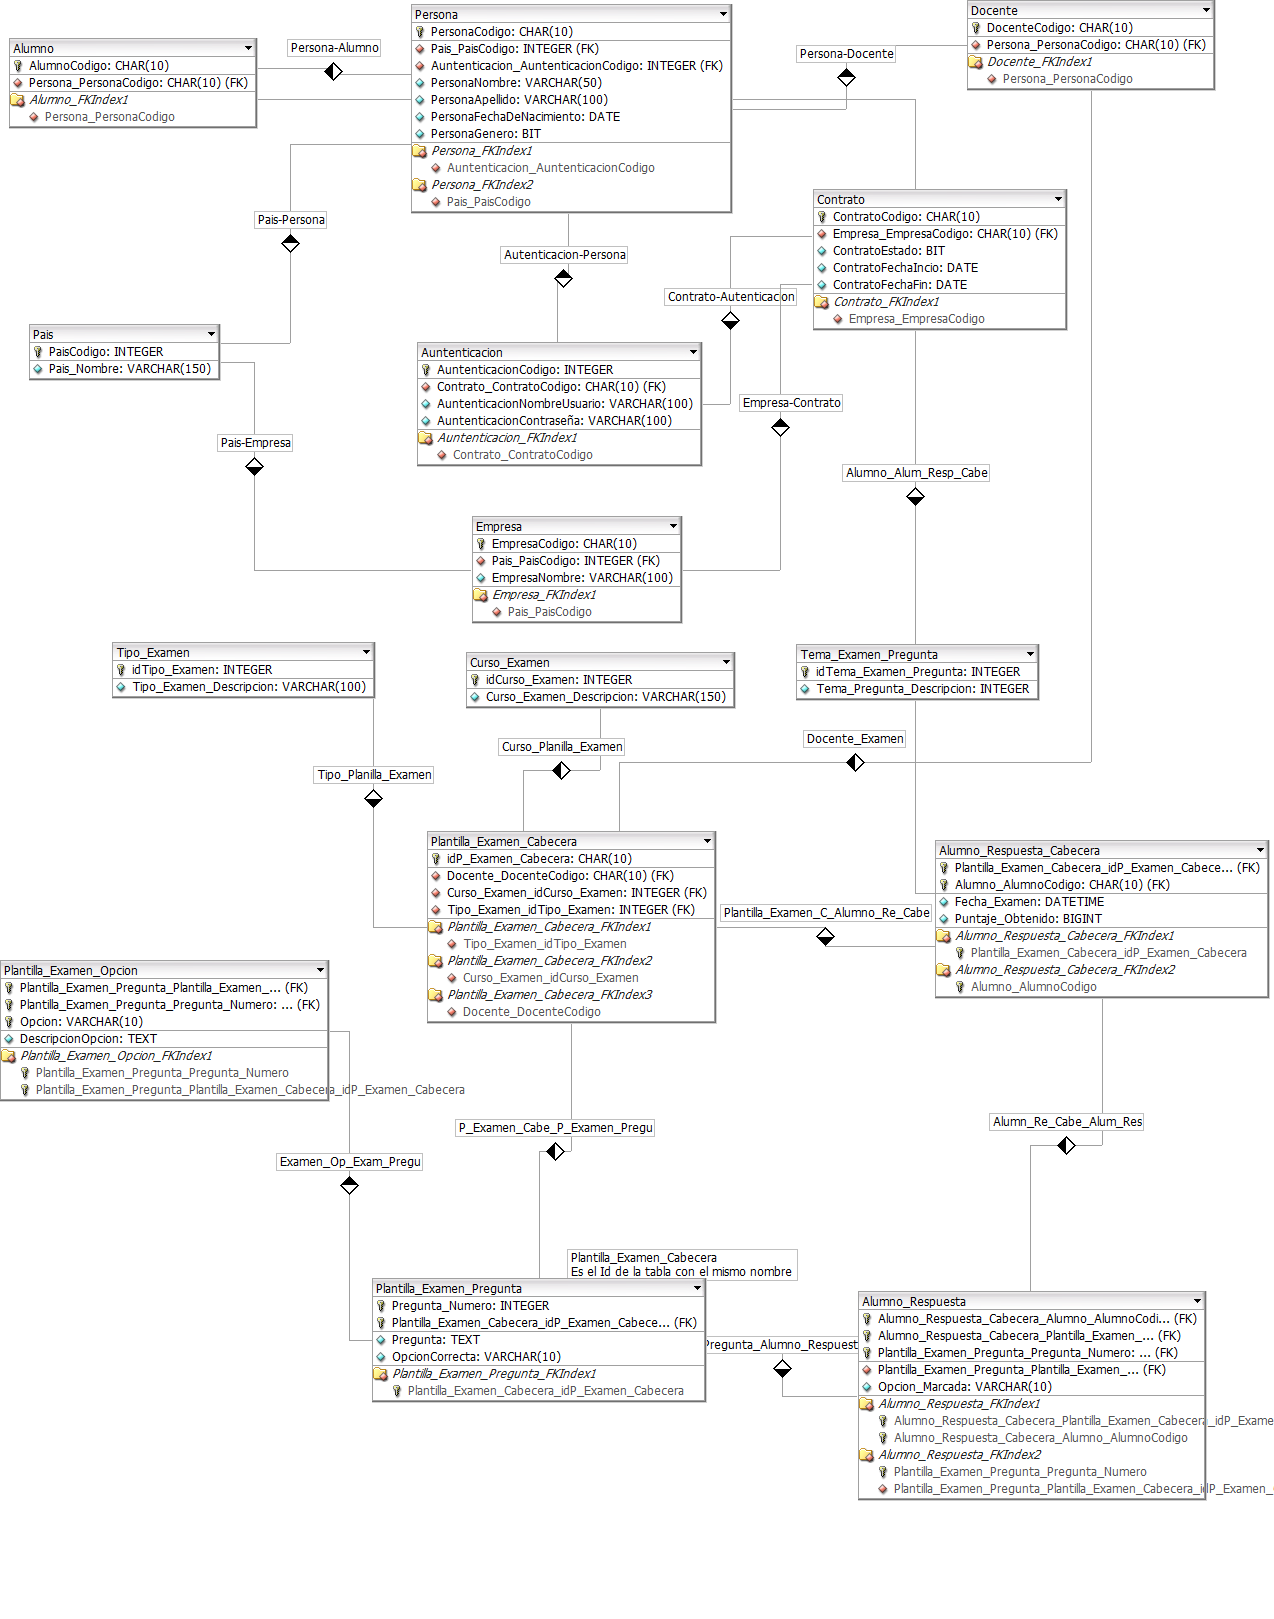 Persona
PersonaCodigo: CHAR(10)
Pais_PaisCodigo: INTEGER (FK)
Auntenticacion_AuntenticacionCodigo: INTEGER (FK)
PersonaNombre: VARCHAR(50)
PersonaApellido: VARCHAR(100)
PersonaFechaDeNacimiento: DATE
PersonaGenero: BIT
Persona_FKIndex1
Auntenticacion_AuntenticacionCodigo
Persona_FKIndex2
Pais_PaisCodigo
Docente
DocenteCodigo: CHAR(10)
Persona_PersonaCodigo: CHAR(10) (FK)
Docente_FKIndex1
Persona_PersonaCodigo
Alumno
AlumnoCodigo: CHAR(10)
Persona_PersonaCodigo: CHAR(10) (FK)
Alumno_FKIndex1
Persona_PersonaCodigo
Persona-Alumno
Persona-Docente
Pais-Persona
Autenticacion-Persona
Contrato
ContratoCodigo: CHAR(10)
Empresa_EmpresaCodigo: CHAR(10) (FK)
ContratoEstado: BIT
ContratoFechaIncio: DATE
ContratoFechaFin: DATE
Contrato_FKIndex1
Empresa_EmpresaCodigo
Contrato-Autenticacion
Pais
PaisCodigo: INTEGER
Pais_Nombre: VARCHAR(150)
Auntenticacion
AuntenticacionCodigo: INTEGER
Contrato_ContratoCodigo: CHAR(10) (FK)
AuntenticacionNombreUsuario: VARCHAR(100)
AuntenticacionContraseña: VARCHAR(100)
Auntenticacion_FKIndex1
Contrato_ContratoCodigo
Empresa-Contrato
Pais-Empresa
Alumno_Alum_Resp_Cabe
Empresa
EmpresaCodigo: CHAR(10)
Pais_PaisCodigo: INTEGER (FK)
EmpresaNombre: VARCHAR(100)
Empresa_FKIndex1
Pais_PaisCodigo
Tipo_Examen
idTipo_Examen: INTEGER
Tipo_Examen_Descripcion: VARCHAR(100)
Curso_Examen
idCurso_Examen: INTEGER
Curso_Examen_Descripcion: VARCHAR(150)
Tema_Examen_Pregunta
idTema_Examen_Pregunta: INTEGER
Tema_Pregunta_Descripcion: INTEGER
Curso_Planilla_Examen
Docente_Examen
Tipo_Planilla_Examen
Plantilla_Examen_Cabecera
idP_Examen_Cabecera: CHAR(10)
Docente_DocenteCodigo: CHAR(10) (FK)
Curso_Examen_idCurso_Examen: INTEGER (FK)
Tipo_Examen_idTipo_Examen: INTEGER (FK)
Plantilla_Examen_Cabecera_FKIndex1
Tipo_Examen_idTipo_Examen
Plantilla_Examen_Cabecera_FKIndex2
Curso_Examen_idCurso_Examen
Plantilla_Examen_Cabecera_FKIndex3
Docente_DocenteCodigo
Plantilla_Examen_C_Alumno_Re_Cabe
Alumno_Respuesta_Cabecera
Plantilla_Examen_Cabecera_idP_Examen_Cabece... (FK)
Alumno_AlumnoCodigo: CHAR(10) (FK)
Fecha_Examen: DATETIME
Puntaje_Obtenido: BIGINT
Alumno_Respuesta_Cabecera_FKIndex1
Plantilla_Examen_Cabecera_idP_Examen_Cabecera
Alumno_Respuesta_Cabecera_FKIndex2
Alumno_AlumnoCodigo
Plantilla_Examen_Opcion
Plantilla_Examen_Pregunta_Plantilla_Examen_... (FK)
Plantilla_Examen_Pregunta_Pregunta_Numero: ... (FK)
Opcion: VARCHAR(10)
DescripcionOpcion: TEXT
Plantilla_Examen_Opcion_FKIndex1
Plantilla_Examen_Pregunta_Pregunta_Numero
Plantilla_Examen_Pregunta_Plantilla_Examen_Cabecera_idP_Examen_Cabecera
P_Examen_Cabe_P_Examen_Pregu
Alumn_Re_Cabe_Alum_Res
Examen_Op_Exam_Pregu
Plantilla_Examen_Cabecera
Es el Id de la tabla con el mismo nombre
Plantilla_Examen_Pregunta
Pregunta_Numero: INTEGER
Plantilla_Examen_Cabecera_idP_Examen_Cabece... (FK)
Pregunta: TEXT
OpcionCorrecta: VARCHAR(10)
Plantilla_Examen_Pregunta_FKIndex1
Plantilla_Examen_Cabecera_idP_Examen_Cabecera
Pregunta_Alumno_Respuest
Alumno_Respuesta
Alumno_Respuesta_Cabecera_Alumno_AlumnoCodi... (FK)
Alumno_Respuesta_Cabecera_Plantilla_Examen_... (FK)
Plantilla_Examen_Pregunta_Pregunta_Numero: ... (FK)
Plantilla_Examen_Pregunta_Plantilla_Examen_... (FK)
Opcion_Marcada: VARCHAR(10)
Alumno_Respuesta_FKIndex1
Alumno_Respuesta_Cabecera_Plantilla_Examen_Cabecera_idP_Exame
Alumno_Respuesta_Cabecera_Alumno_AlumnoCodigo
Alumno_Respuesta_FKIndex2
Plantilla_Examen_Pregunta_Pregunta_Numero
Plantilla_Examen_Pregunta_Plantilla_Examen_Cabecera_idP_Examen_